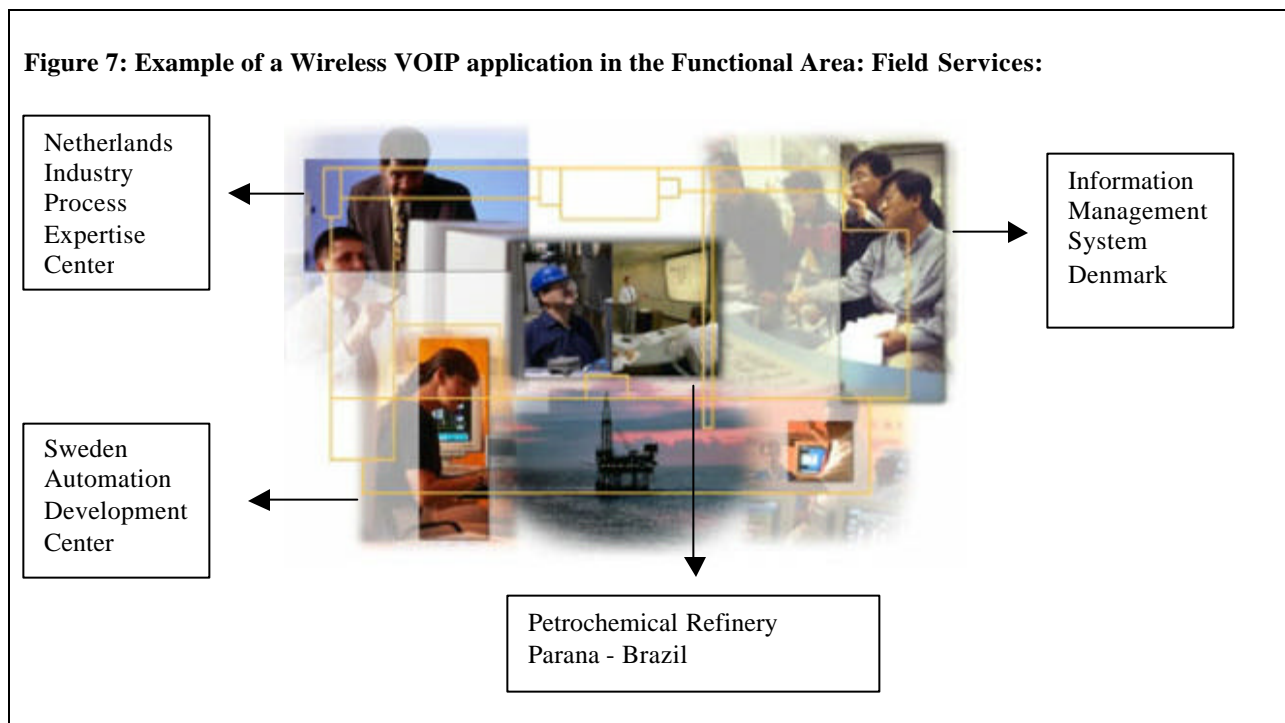 Figure 7: Example of a Wireless VOIP application in the Functional Area: Field Services:
Netherlands
Industry
Process
Expertise
Center
Information
Management
System
Denmark
Sweden
Automation
Development
Center
Petrochemical Refinery
Parana - Brazil